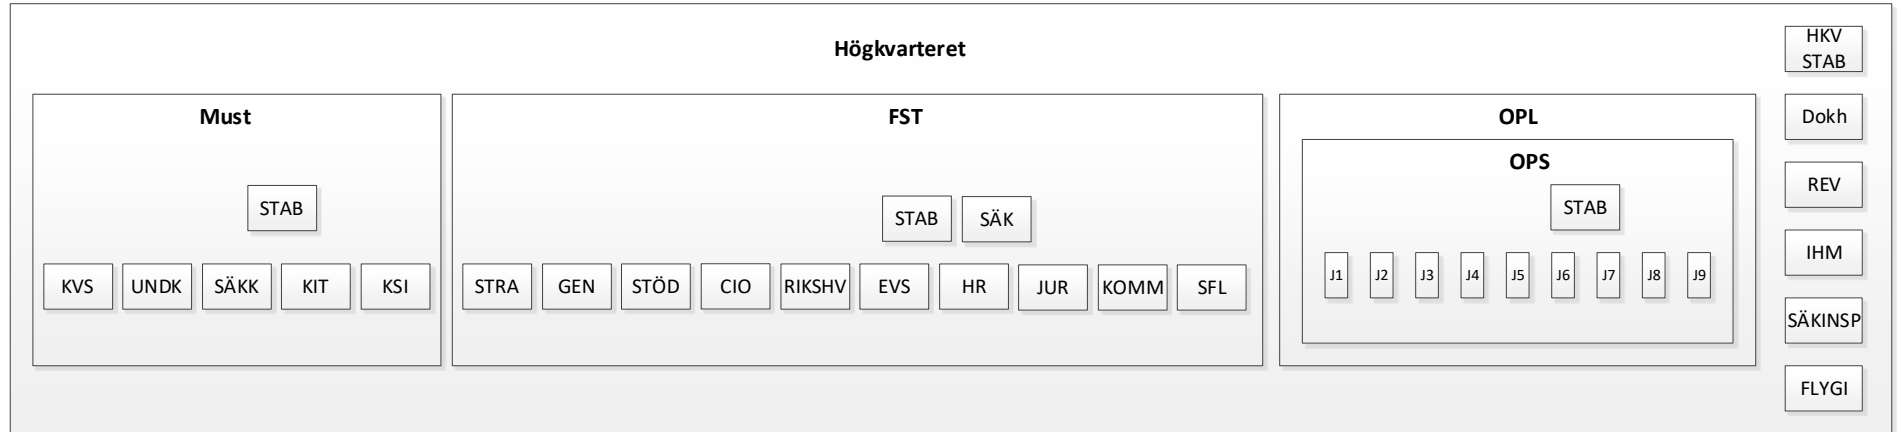 Högkvarteret
Must
STAB
KVS
UNDK
SÄKK
KIT
KSI
FST
STAB
SÄK
STRA
GEN
STÖD
CIO
RIKSHV
EVS
HR
JUR
KOMM
SFL
OPL
OPS
STAB
J1
J2
J3
J4
J5
J6
J7
J8
J9
HKV
STAB
Dokh
REV
IHM
SÄKINSP
FLYGI